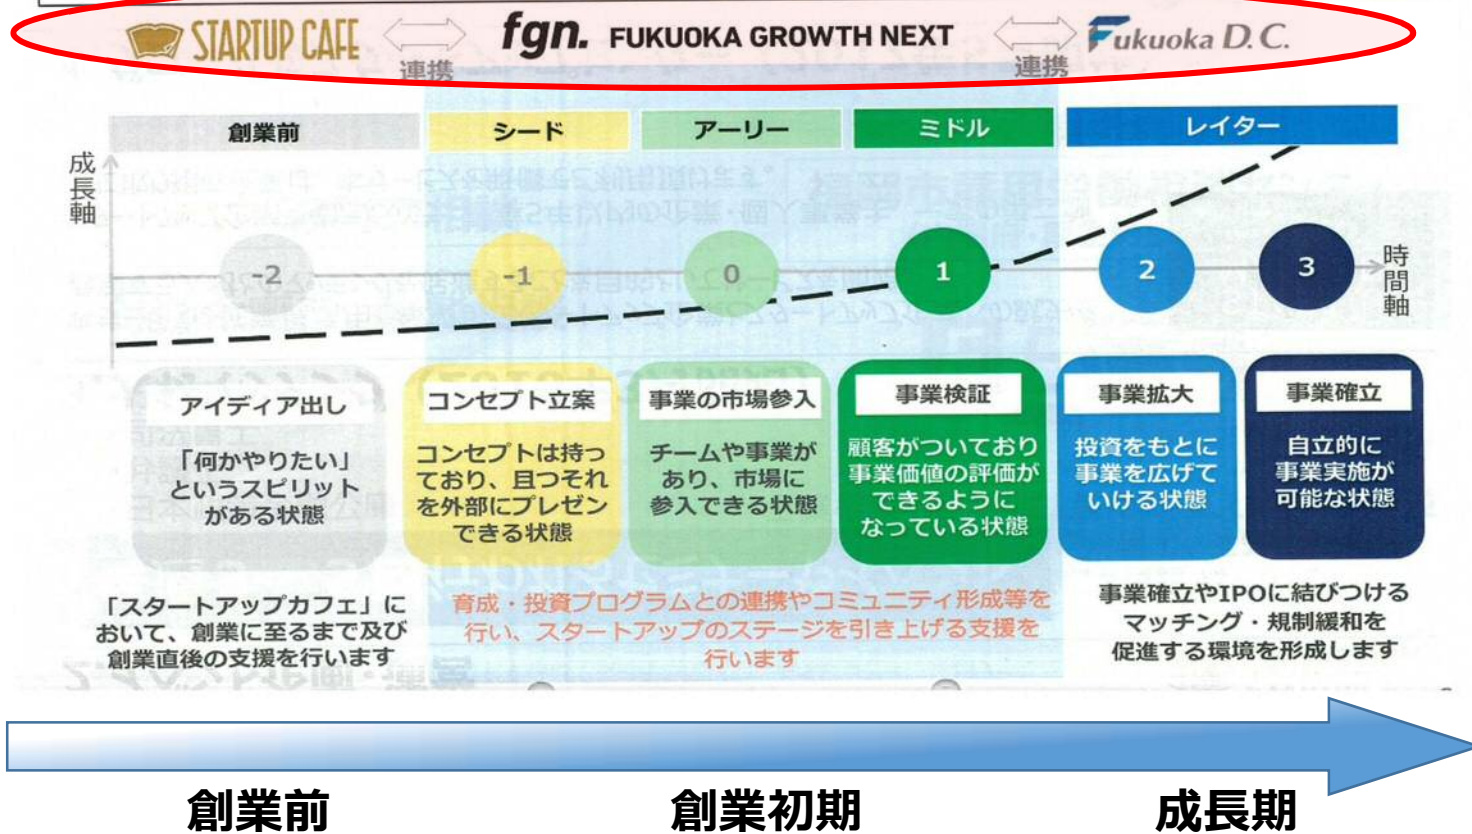 STARTUP CAFE
連携
fgn. FUKUOKA GROWTH NEXT
連携
Fukuoka D.C.
創業前
シード
アーリー
ミドル
レイター
成長軸
-2
-1
0
1
2
3
時間軸
アイディア出し
「何かやりたい」
というスピリット
がある状態
コンセプト立案
コンセプトは持っ
ており、且つそれ
を外部にプレゼン
できる状態
事業の市場参入
チームや事業が
あり、市場に
参入できる状態
事業検証
顧客がついており
事業価値の評価が
できるように
なっている状態
事業拡大
投資をもとに
事業を広げて
いける状態
事業確立
自立的に
事業実施が
可能な状態
「スタートアップカフェ」に
おいて、創業に至るまで及び
創業直後の支援を行います
育成・投資プログラムとの連携やコミュニティ形成等を
行い、スタートアップのステージを引き上げる支援を
行います
事業確立やIPOに結びつける
マッチング・規制緩和を
促進する環境を形成します
創業前
創業初期
成長期